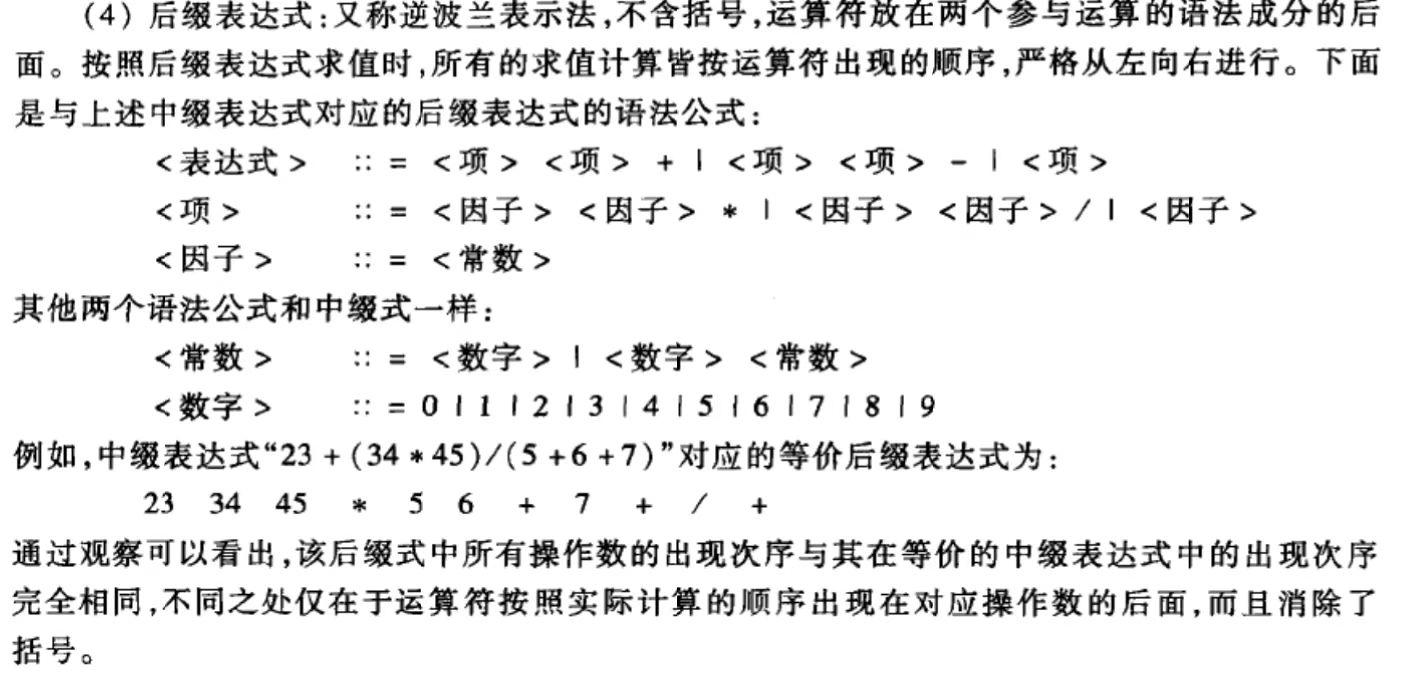 (4) 后缀表达式:又称逆波兰表示法,不含括号,运算符放在两个参与运算的语法成分的后
面。按照后缀表达式求值时,所有的求值计算皆按运算符出现的顺序,严格从左向右进行。下面
是与上述中缀表达式对应的后缀表达式的语法公式:
<表达式> ::= <项> <项> + | <项> <项> - | <项>
<项> ::= <因子> <因子> * | <因子> <因子> / | <因子>
<因子> ::= <常数>
其他两个语法公式和中缀式一样:
<常数> ::= <数字> | <数字> <常数>
<数字> ::= 0 | 1 | 2 | 3 | 4 | 5 | 6 | 7 | 8 | 9
例如,中缀表达式“23 + (34 * 45)/(5 +6 +7)”对应的等价后缀表达式为:
23 34 45 * 5 6 + 7 + / +
通过观察可以看出,该后缀式中所有操作数的出现次序与其在等价的中缀表达式中的出现次序
完全相同,不同之处仅在于运算符按照实际计算的顺序出现在对应操作数的后面,而且消除了
括号。